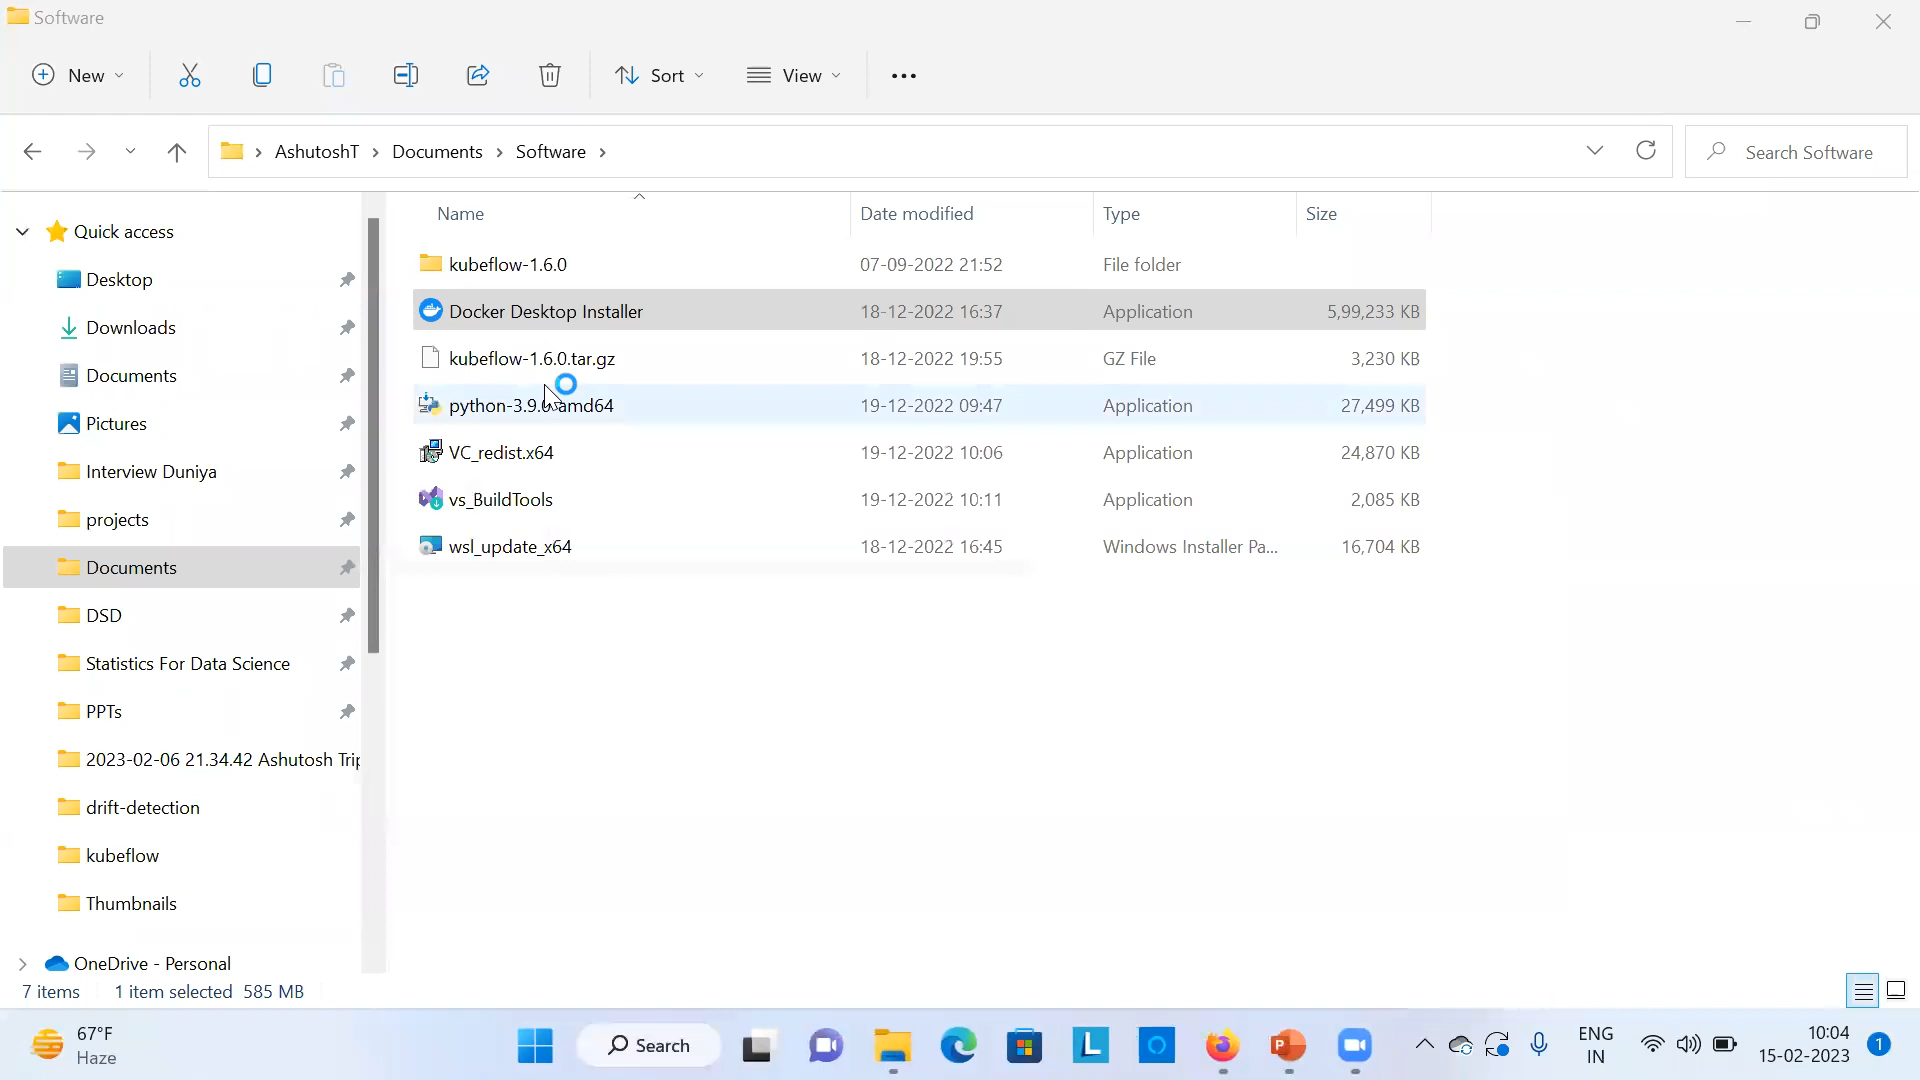 Software
New
Sort
View
AshutoshT > Documents > Software >
Search Software
Name
Date modified
Type
Size
Quick access
Desktop
Downloads
Documents
Pictures
Interview Duniya
projects
Documents
DSD
Statistics For Data Science
PPTs
2023-02-06 21.34.42 Ashutosh Trip
drift-detection
kubeflow
Thumbnails
OneDrive - Personal
kubeflow-1.6.0 07-09-2022 21:52 File folder
Docker Desktop Installer 18-12-2022 16:37 Application 5,99,233 KB
kubeflow-1.6.0.tar.gz 18-12-2022 19:55 GZ File 3,230 KB
python-3.9.0-amd64 19-12-2022 09:47 Application 27,499 KB
VC_redist.x64 19-12-2022 10:06 Application 24,870 KB
vs_BuildTools 19-12-2022 10:11 Application 2,085 KB
wsl_update_x64 18-12-2022 16:45 Windows Installer Pa... 16,704 KB
7 items 1 item selected 585 MB
67°F
Haze
Search
ENG
IN
10:04
15-02-2023
1